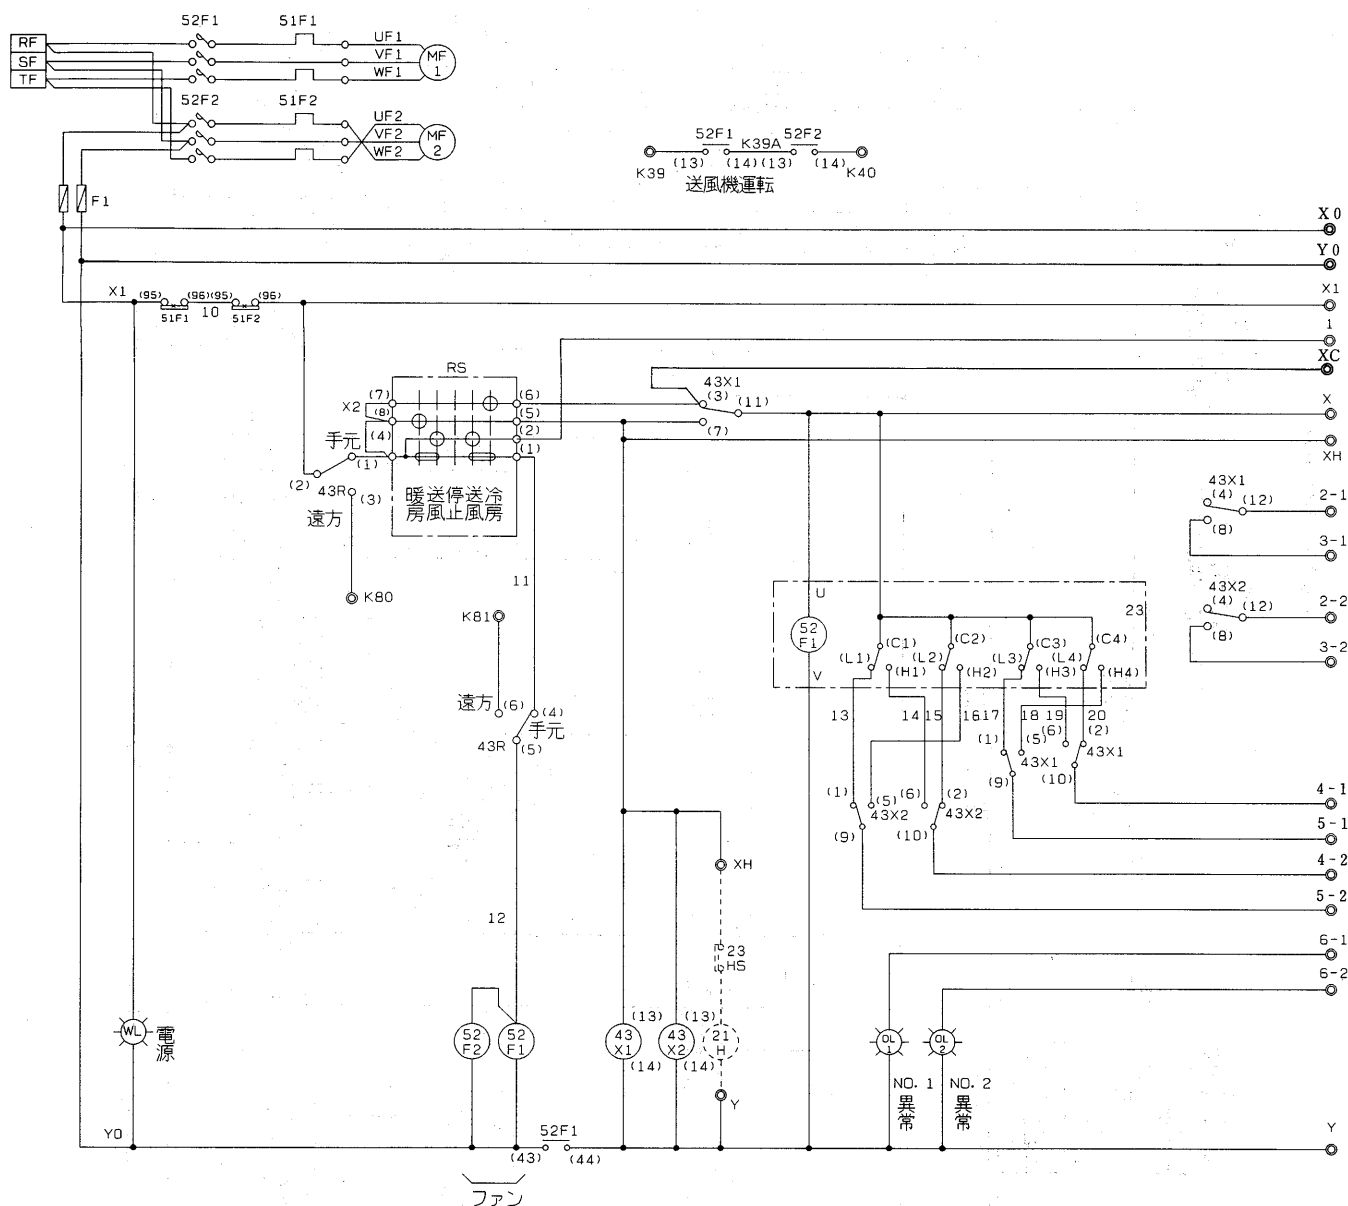 52F1 51F1
RF
SF
TF
UF1
VF1
WF1
MF
1
52F2 51F2
UF2
VF2
WF2
MF
2
F1
52F1 52F2
K39 (13) (14) K39A (13) (14) K40
送風機運転
X0
Y0
X1
1
XC
X
XH
X1 (95) (96) (95) (96)
51F1 10 51F2
RS
(7)
X2 (8)
(4)
(1)
(6)
(5)
(2)
(1)
43X1
(3) (11)
(7)
手元
(2) 43R (3)
遠方
暖送停送冷
房風止風房
K80
11
K81
遠方 (6) (4)
手元
43R (5)
43X1
(4) (12) 2-1
(8)
3-1
43X2
(4) (12) 2-2
(8)
3-2
U
23
52
F1
V
(C1) (C2) (C3) (C4)
(L1) (H1) (L2) (H2) (L3) (H3) (L4) (H4)
13 14 15 16 17 18 19 20
(1) (5) (6) (2)
43X1 43X1
(9) (10)
(1) (5) (6) (2)
43X2 43X2
(9) (10)
4-1
5-1
4-2
5-2
6-1
6-2
XH
12
23
HS
WL 電源
52
F2
52
F1
43
X1
(13)
(14)
43
X2
(13)
(14)
21
H
Y
OL
1
OL
2
NO. 1
異常
NO. 2
異常
Y0
52F1
(43) (44)
Y
ファン